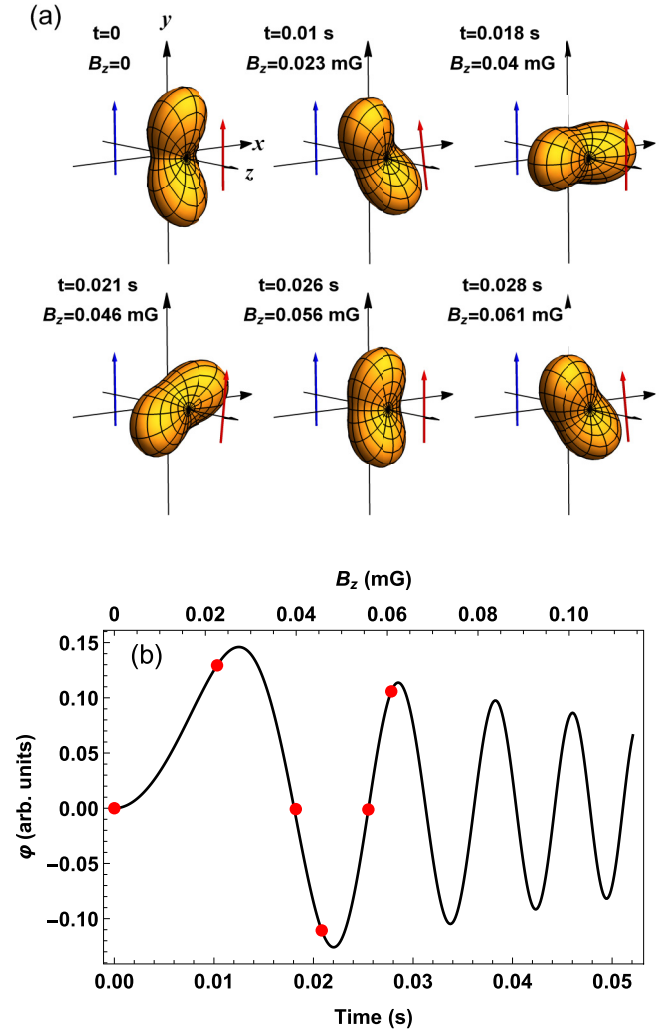 (a)
t=0
B_z=0
y
x
z
t=0.01 s
B_z=0.023 mG
t=0.018 s
B_z=0.04 mG
t=0.021 s
B_z=0.046 mG
t=0.026 s
B_z=0.056 mG
t=0.028 s
B_z=0.061 mG
B_z (mG)
0 0.02 0.04 0.06 0.08 0.10
(b)
φ (arb. units)
0.15
0.10
0.05
0.00
−0.05
−0.10
0.00 0.01 0.02 0.03 0.04 0.05
Time (s)